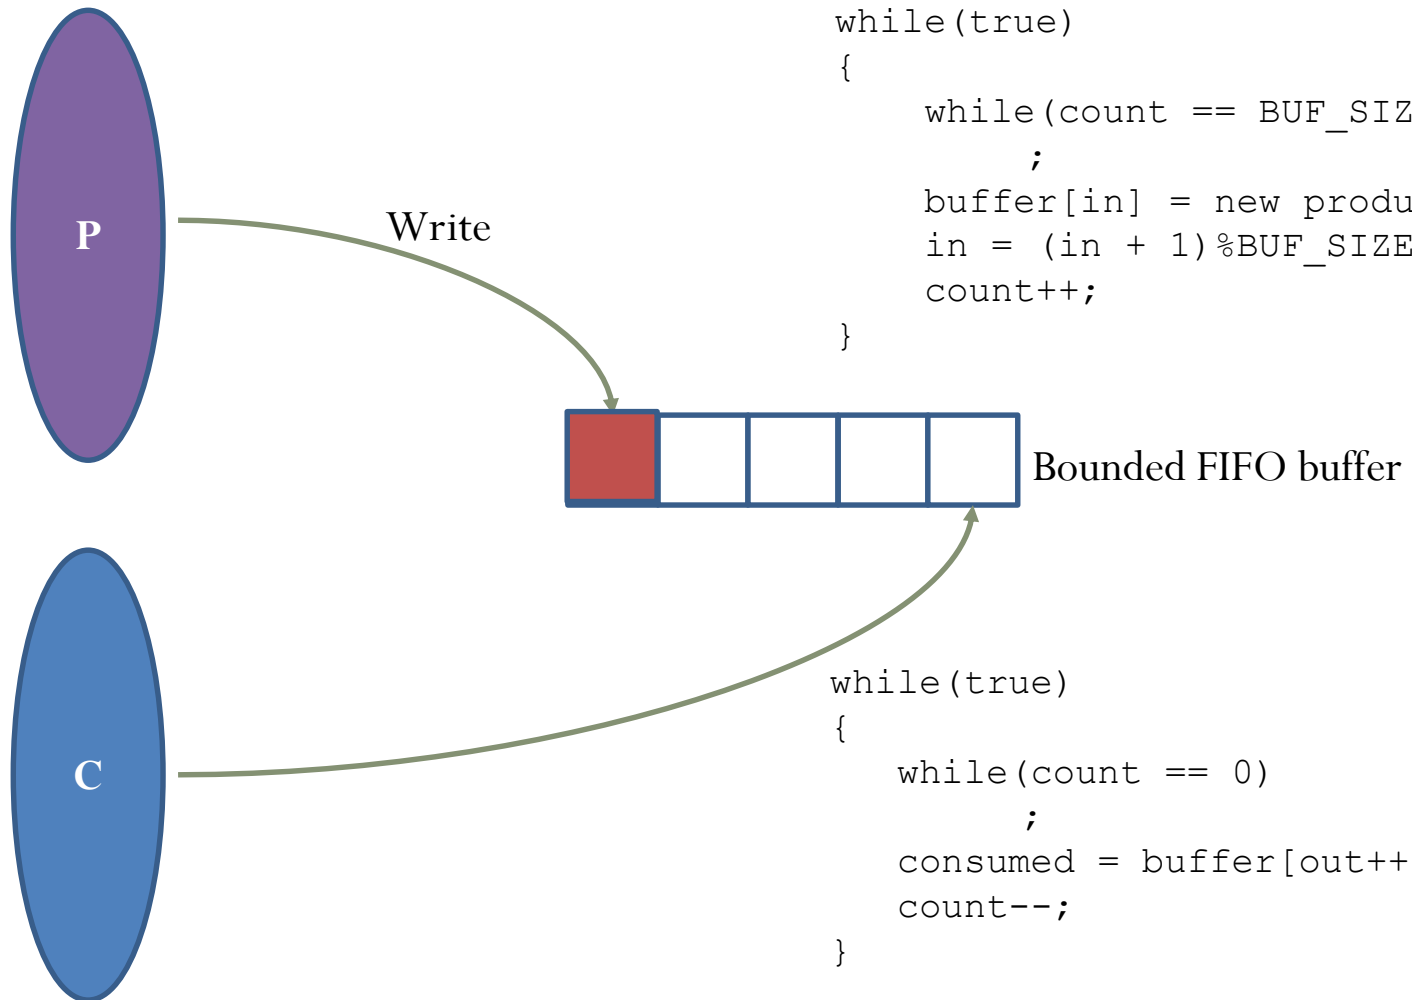 while(true)
{
while(count == BUF_SIZ
;
buffer[in] = new produ
in = (in + 1)%BUF_SIZE
count++;
}
P
Write
Bounded FIFO buffer
C
while(true)
{
while(count == 0)
;
consumed = buffer[out++
count--;
}